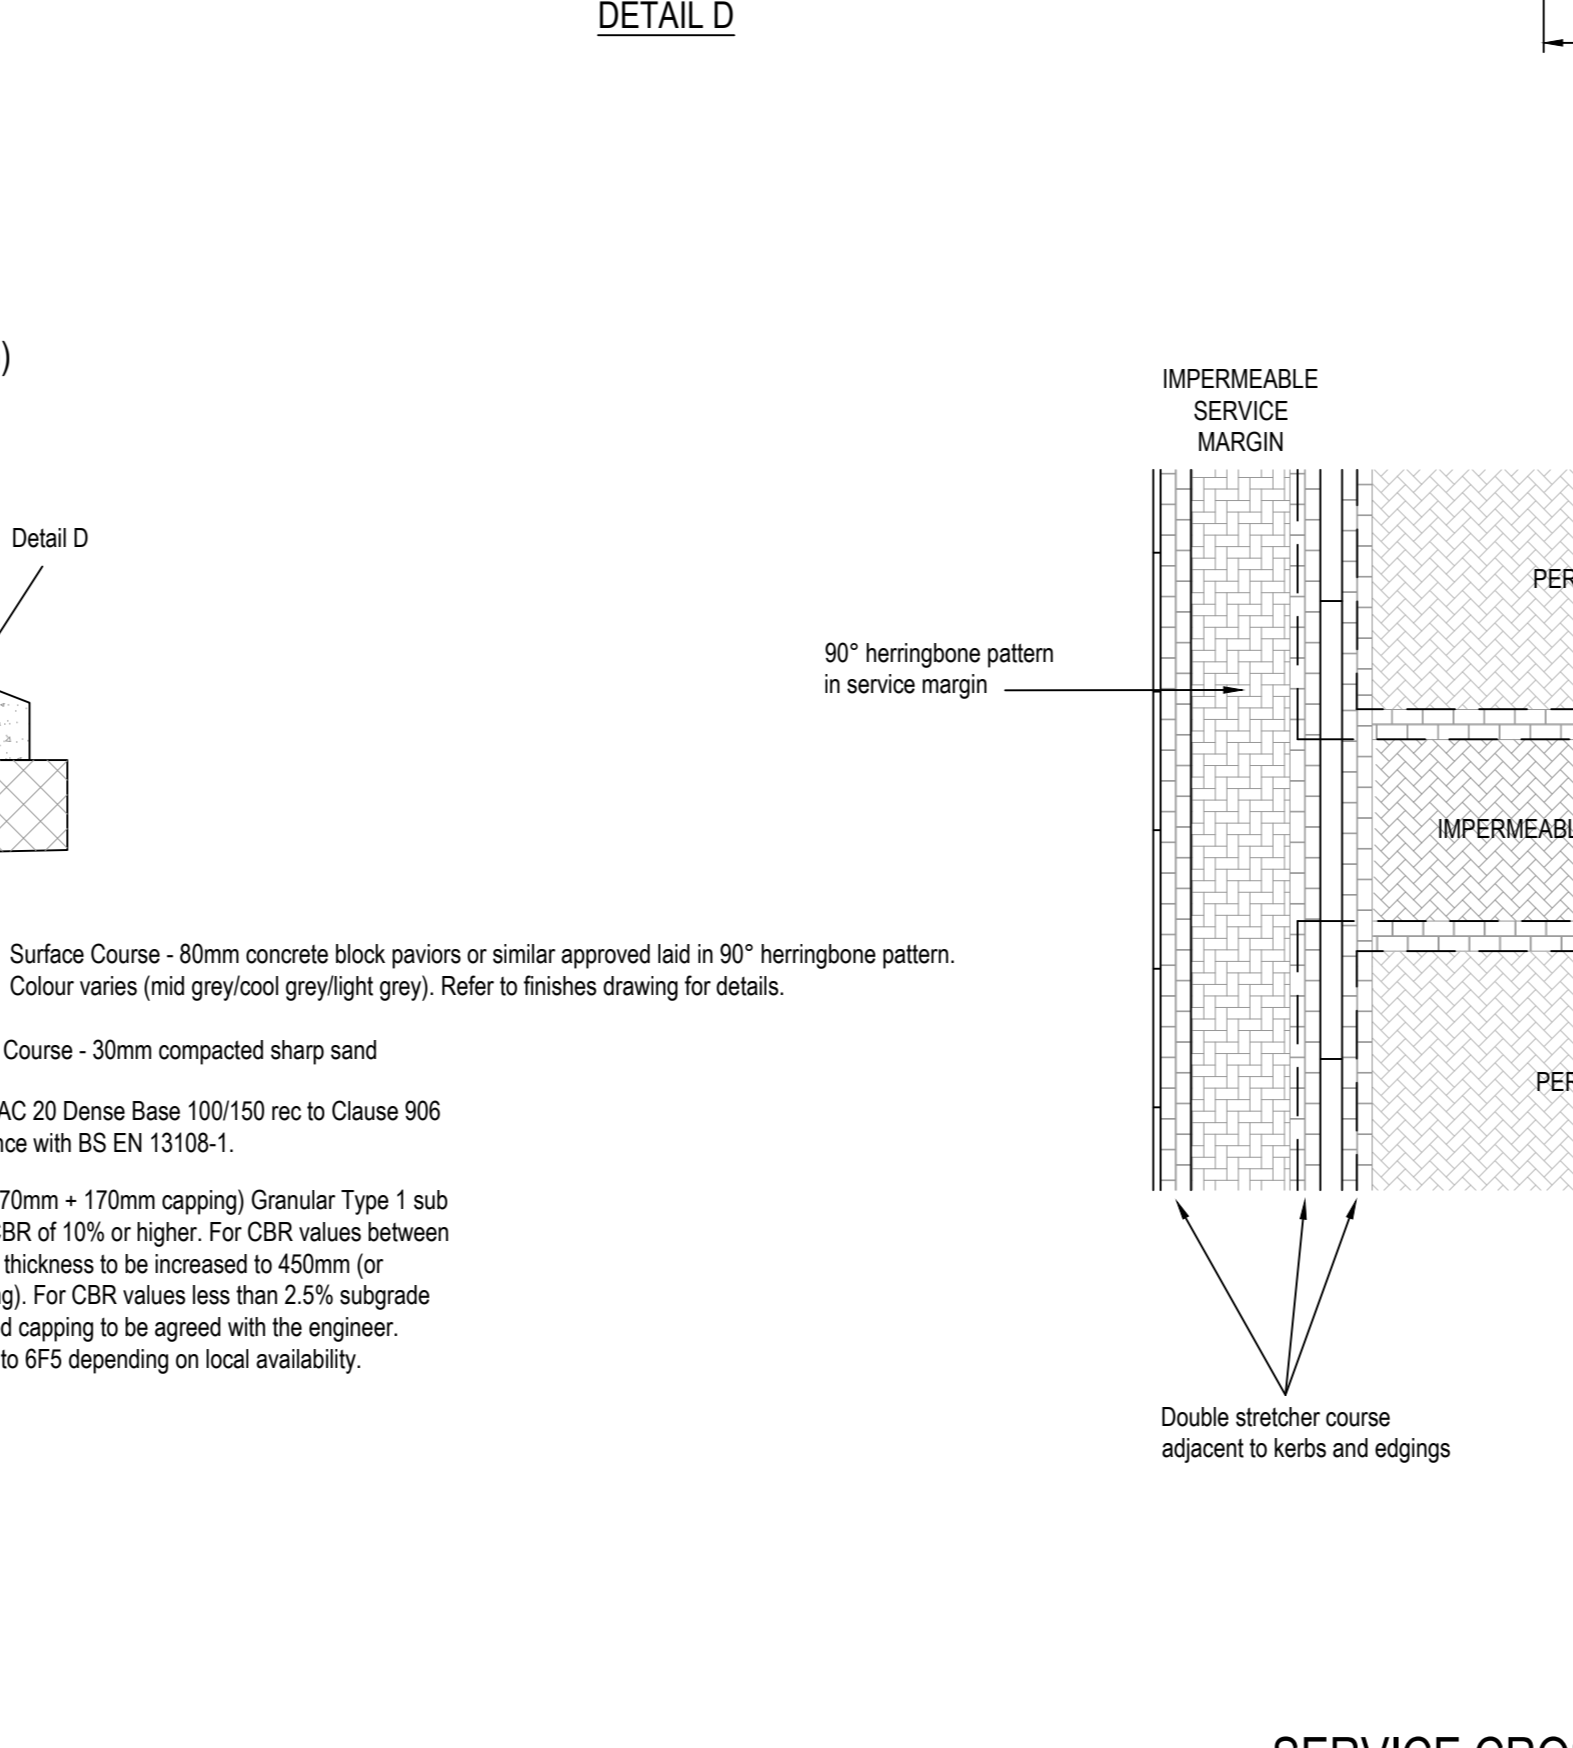 DETAIL D
)
Detail D
Surface Course - 80mm concrete block paviors or similar approved laid in 90° herringbone pattern.
Colour varies (mid grey/cool grey/light grey). Refer to finishes drawing for details.
Course - 30mm compacted sharp sand
AC 20 Dense Base 100/150 rec to Clause 906
nce with BS EN 13108-1.
70mm + 170mm capping) Granular Type 1 sub
CBR of 10% or higher. For CBR values between
thickness to be increased to 450mm (or
ng). For CBR values less than 2.5% subgrade
d capping to be agreed with the engineer.
to 6F5 depending on local availability.
IMPERMEABLE
SERVICE
MARGIN
90° herringbone pattern
in service margin
PER
IMPERMEABL
PER
Double stretcher course
adjacent to kerbs and edgings
SERVICE CROS